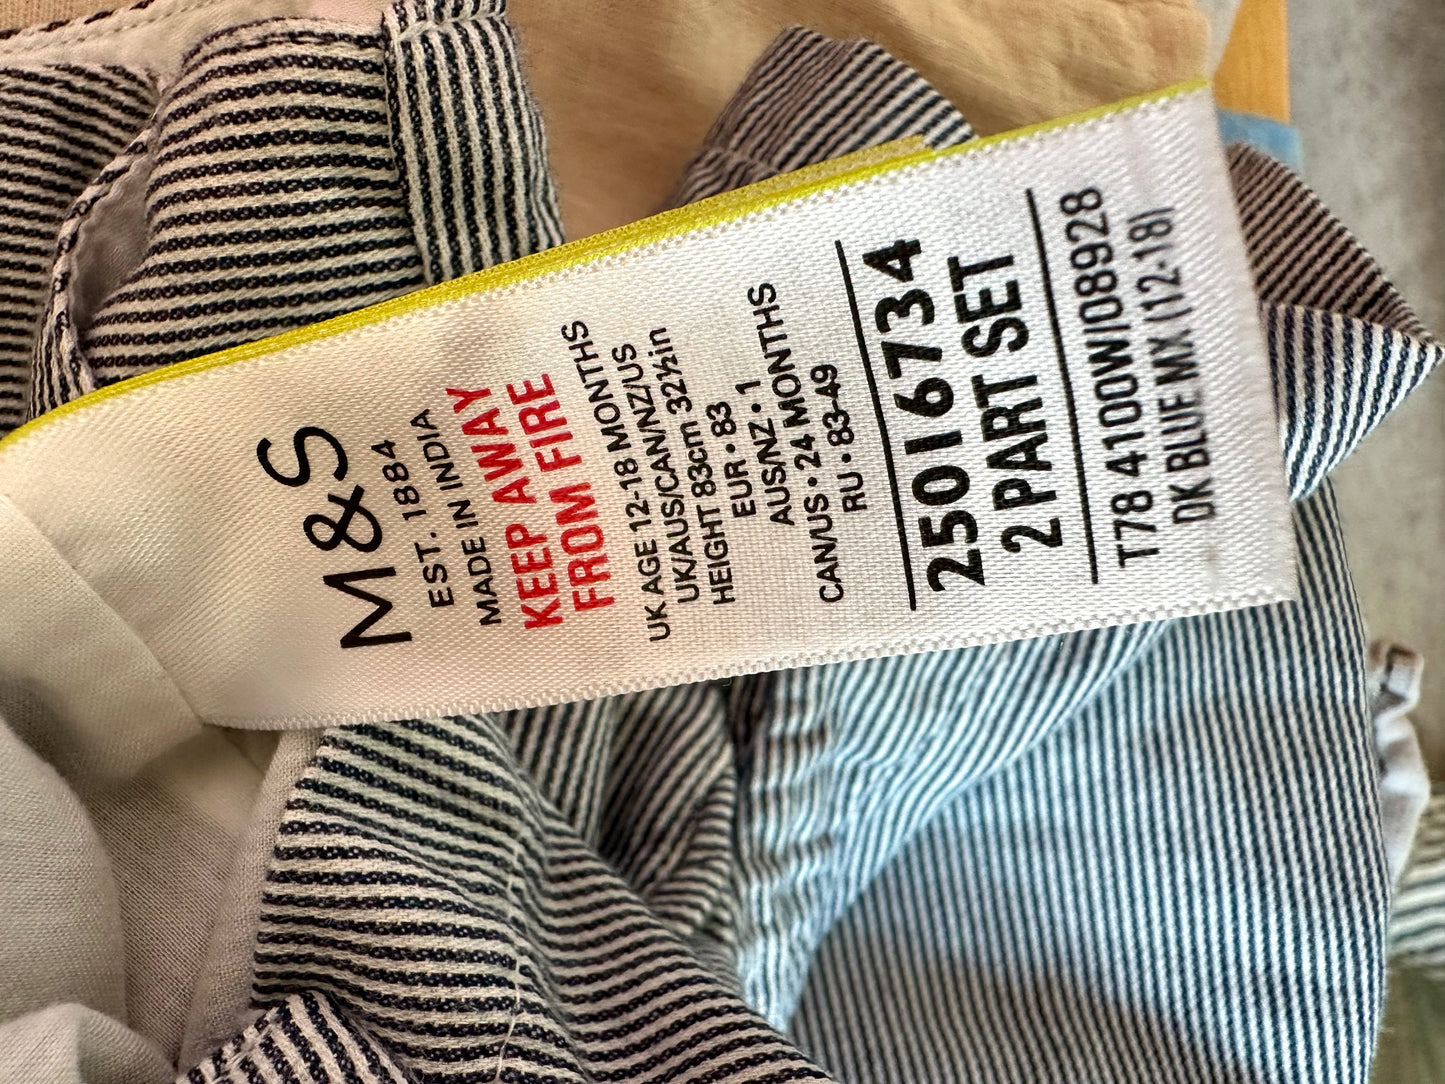 M&S
EST. 1884
MADE IN INDIA
KEEP AWAY
FROM FIRE
UK AGE 12-18 MONTHS
UK/AUS/CAN/NZ/US
HEIGHT 83cm 32½in
EUR • 83
AUS/NZ • 1
CAN/US • 24 MONTHS
RU • 83-49
25016734
2 PART SET
T78 4100W/08928
DK BLUE MX (12-18)